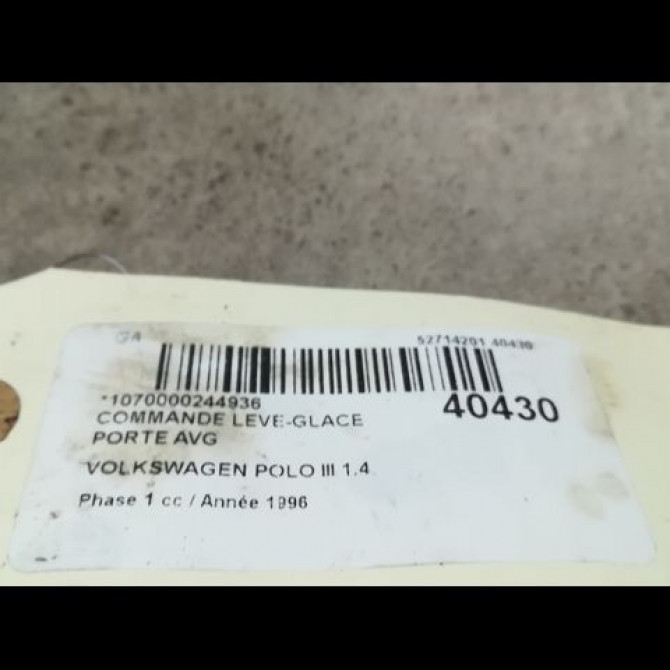 GA 52714201 40430
*1070000244936 40430
COMMANDE LEVE-GLACE
PORTE AVG
VOLKSWAGEN POLO III 1.4
Phase 1 cc / Année 1996